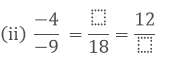 (ii) −4/−9 = ⬚/18 = 12/⬚